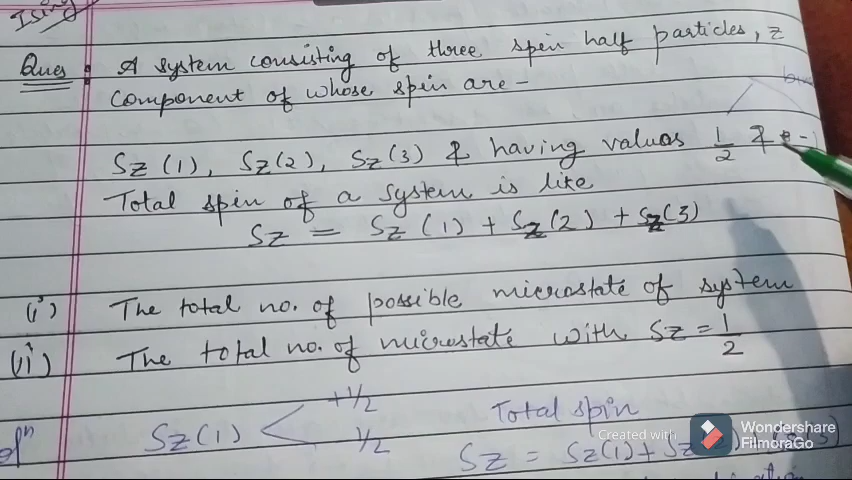 Ising
Ques : A system consisting of three spin half particles, z
component of whose spin are -
Sz (1), Sz(2), Sz(3) & having values 1/2 & -
Total spin of a system is like
Sz = Sz (1) + Sz(2) + Sz(3)
(i) The total no. of possible microstate of system
(ii) The total no. of microstate with Sz = 1/2
Sz(1) < +1/2
1/2
Total spin
Sz = Sz(1) + Sz
Created with
Wondershare
FilmoraGo